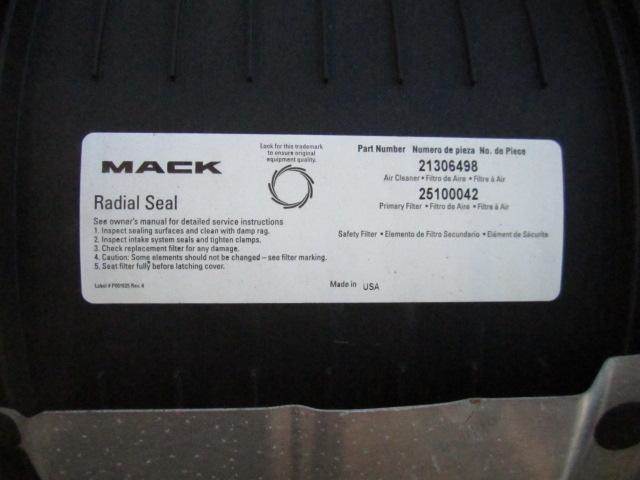 MACK
Radial Seal
See owner's manual for detailed service instructions
1. Inspect sealing surfaces and clean with damp rag.
2. Inspect intake system seals and tighten clamps.
3. Check replacement filter for any damage.
4. Caution: Some elements should not be changed – see filter marking.
5. Seat filter fully before latching cover.
Label # P001635 Rev. A
Look for this trademark
to ensure original
equipment quality.
Part Number Numero de pieza No. de Piece
21306498
Air Cleaner • Filtro de Aire • Filtre à Air
25100042
Primary Filter • Filtro de Aire • Filtre à Air
Safety Filter • Elemento de Filtro Secundario • Elément de Sécurite
Made in USA